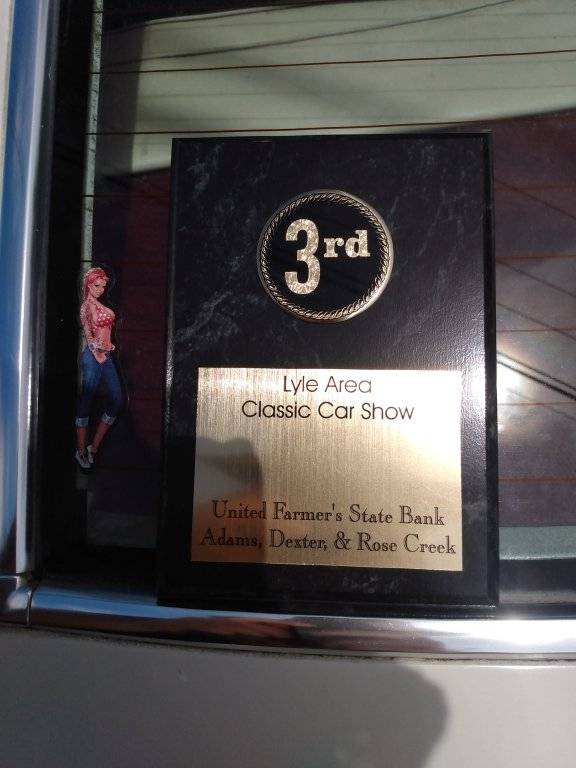 3rd
Lyle Area
Classic Car Show
United Farmer's State Bank
Adams, Dexter, & Rose Creek